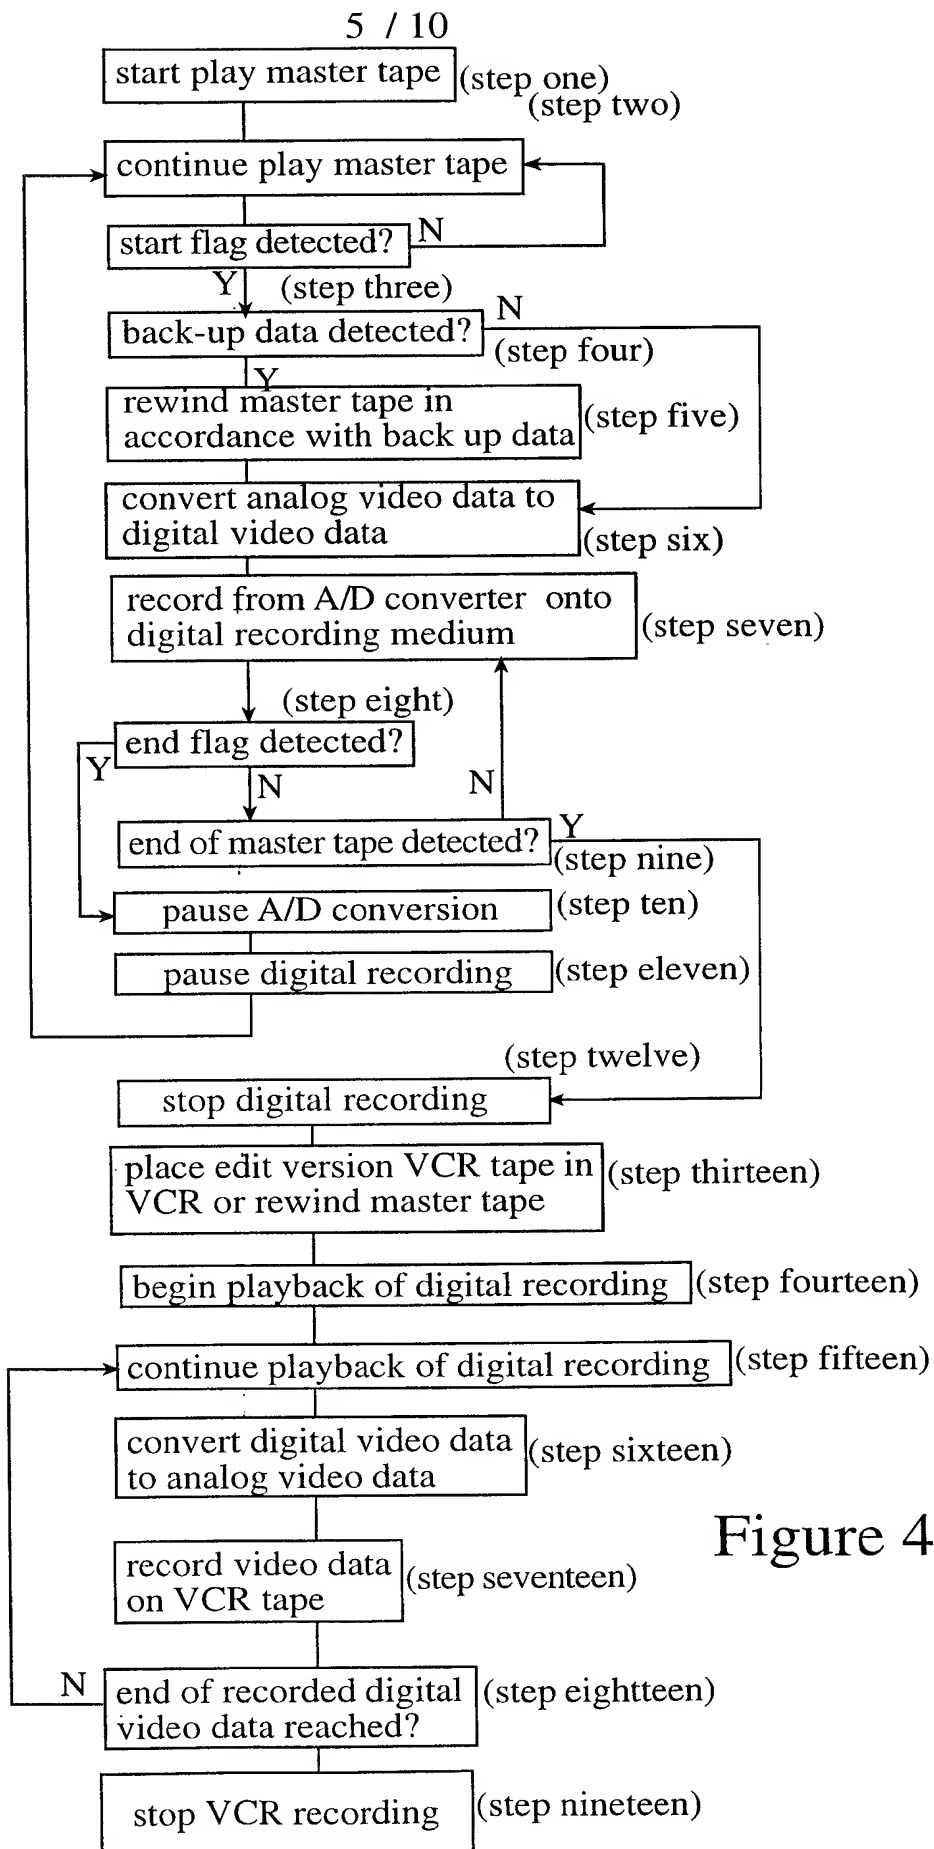 5 / 10
start play master tape (step one)
(step two)
continue play master tape
start flag detected? N
Y (step three)
back-up data detected? N
(step four)
Y
rewind master tape in
accordance with back up data (step five)
convert analog video data to
digital video data (step six)
record from A/D converter onto
digital recording medium (step seven)
(step eight)
end flag detected?
Y N N
end of master tape detected? Y
(step nine)
pause A/D conversion (step ten)
pause digital recording (step eleven)
(step twelve)
stop digital recording
place edit version VCR tape in
VCR or rewind master tape (step thirteen)
begin playback of digital recording (step fourteen)
continue playback of digital recording (step fifteen)
convert digital video data
to analog video data (step sixteen)
Figure 4
record video data
on VCR tape (step seventeen)
N end of recorded digital (step eightteen)
video data reached?
stop VCR recording (step nineteen)